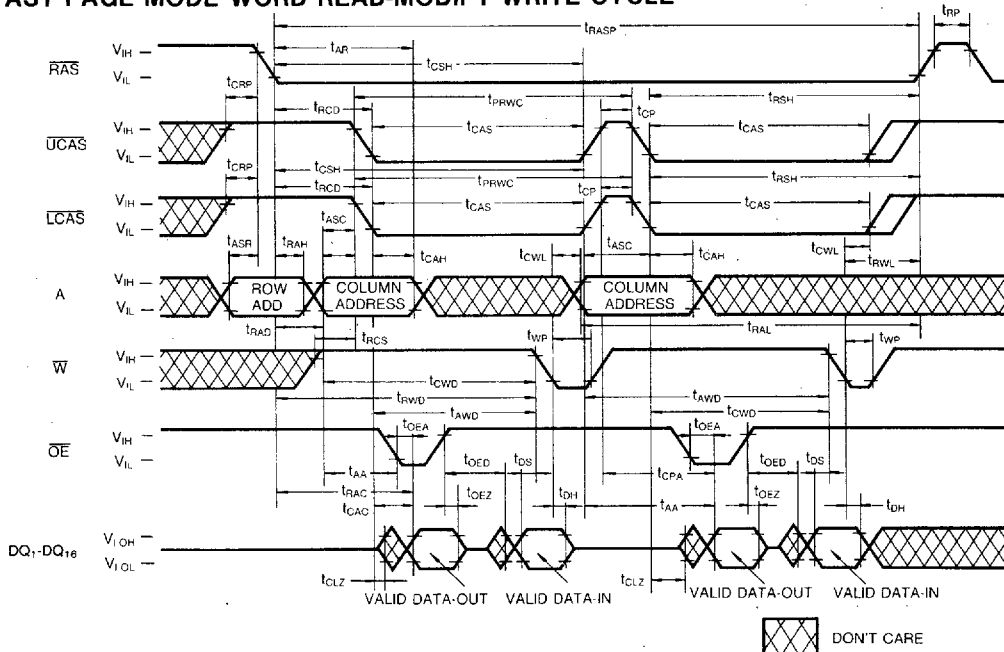 AST PAGE MODE WORD READ-MODIFY-WRITE CYCLE
tRASP
tRP
tAR
RAS
VIH
VIL
tCSH
tCRP
tRCD
tPRWC
tCP
tRSH
UCAS
VIH
VIL
tCAS
tCAS
tCRP
tCSH
tRCD
tPRWC
tCP
tRSH
LCAS
VIH
VIL
tASC
tCAS
tCAS
tASR
tRAH
tCAH
tCWL
tASC
tCAH
tCWL
tRWL
A
VIH
VIL
ROW
ADD
COLUMN
ADDRESS
COLUMN
ADDRESS
tRAD
tRCS
tWP
tRAL
tWP
W
VIH
VIL
tCWD
tRWD
tAWD
tAWD
tCWD
OE
VIH
VIL
tOEA
tOEA
tAA
tOED
tDS
tCPA
tOED
tDS
tRAC
tOEZ
tDH
tAA
tOEZ
tDH
tCAC
DQ1-DQ16
VI OH
VI OL
tCLZ
tCLZ
VALID DATA-OUT
VALID DATA-IN
VALID DATA-OUT
VALID DATA-IN
DON'T CARE